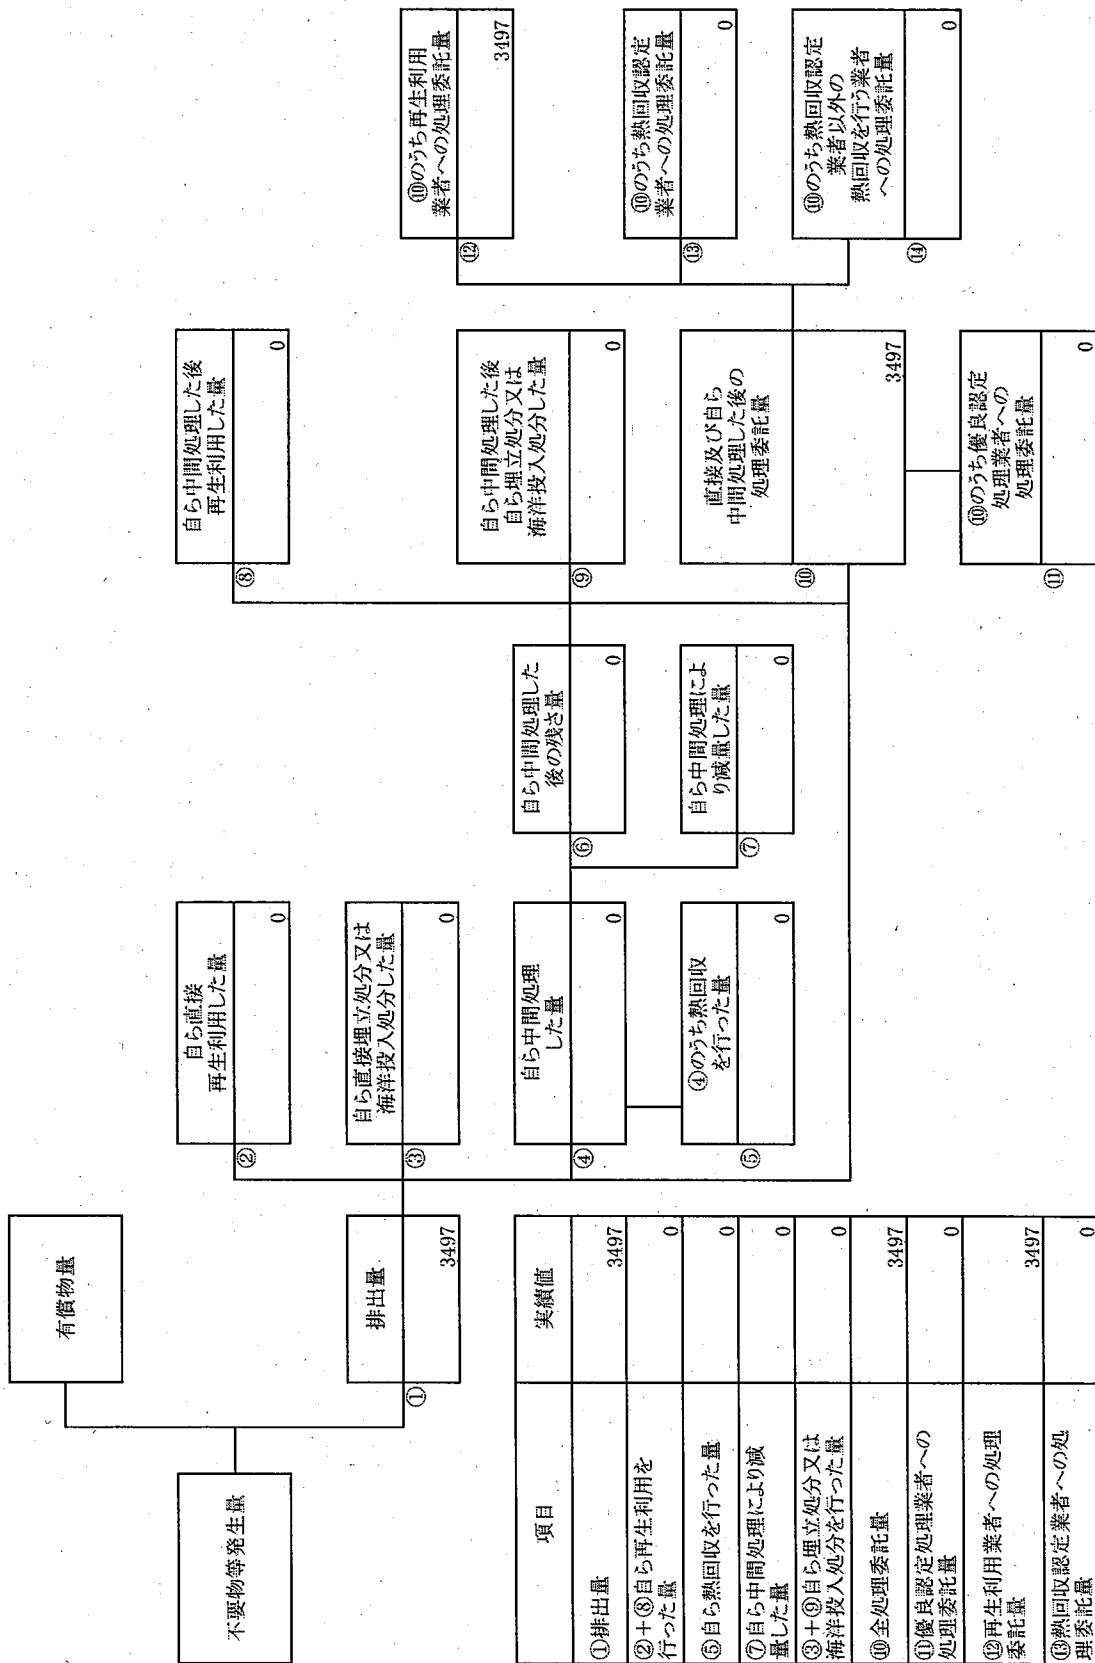 不要物等発生量
有償物量
排出量
①
3497
自ら直接
再生利用した量
②
0
自ら直接埋立処分又は
海洋投入処分した量
③
0
自ら中間処理
した量
④
0
④のうち熱回収
を行った量
⑤
0
自ら中間処理した
後の残さ量
⑥
0
自ら中間処理によ
り減量した量
⑦
0
自ら中間処理した後
再生利用した量
⑧
0
自ら中間処理した後
自ら埋立処分又は
海洋投入処分した量
⑨
0
直接及び自ら
中間処理した後の
処理委託量
⑩
3497
⑩のうち優良認定
処理業者への
処理委託量
⑪
0
⑩のうち再生利用
業者への処理委託量
⑫
3497
⑩のうち熱回収認定
業者への処理委託量
⑬
0
⑩のうち熱回収認定
業者以外の
熱回収を行う業者
への処理委託量
⑭
0
項目
実績値
①排出量
3497
②+⑧自ら再生利用を
行った量
0
⑤自ら熱回収を行った量
0
⑦自ら中間処理により減
量した量
0
③+⑨自ら埋立処分又は
海洋投入処分を行った量
0
⑩全処理委託量
3497
⑪優良認定処理業者への
処理委託量
0
⑫再生利用業者への処理
委託量
3497
⑬熱回収認定業者への処
理委託量
0